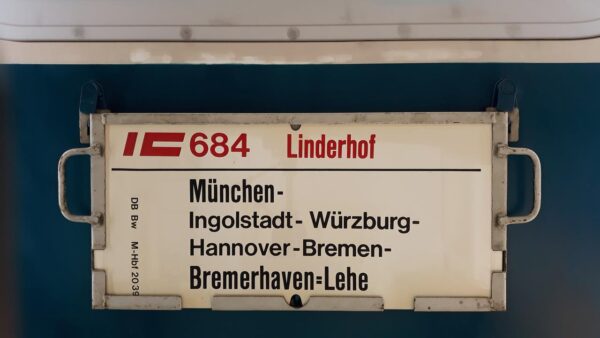 IC 684 Linderhof
München-
Ingolstadt- Würzburg-
Hannover-Bremen-
Bremerhaven=Lehe
DB Bw M-Hbf 2039